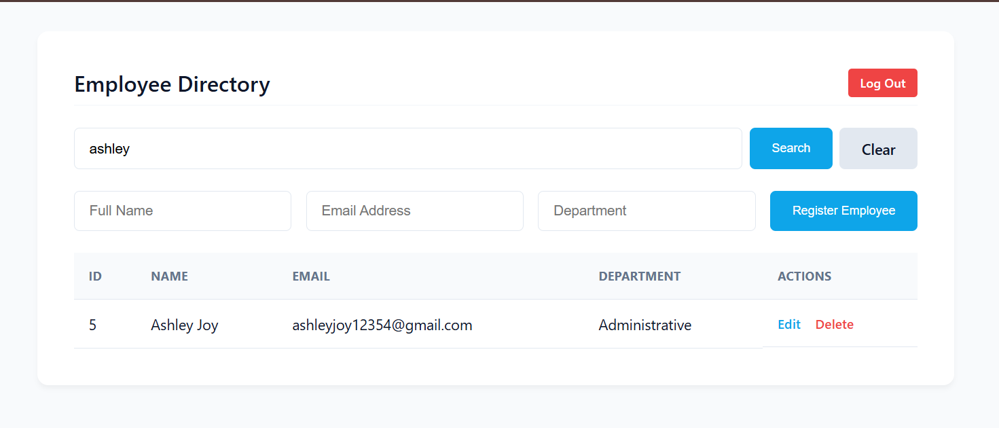 Employee Directory
Log Out
ashley
Search
Clear
Full Name
Email Address
Department
Register Employee
ID NAME EMAIL DEPARTMENT ACTIONS
5 Ashley Joy ashleyjoy12354@gmail.com Administrative Edit Delete